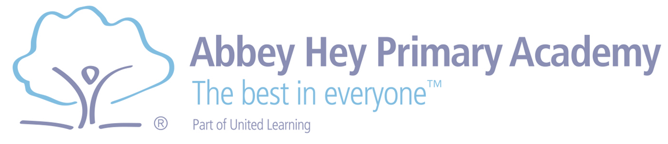 Abbey Hey Primary Academy
The best in everyone™
Part of United Learning
®